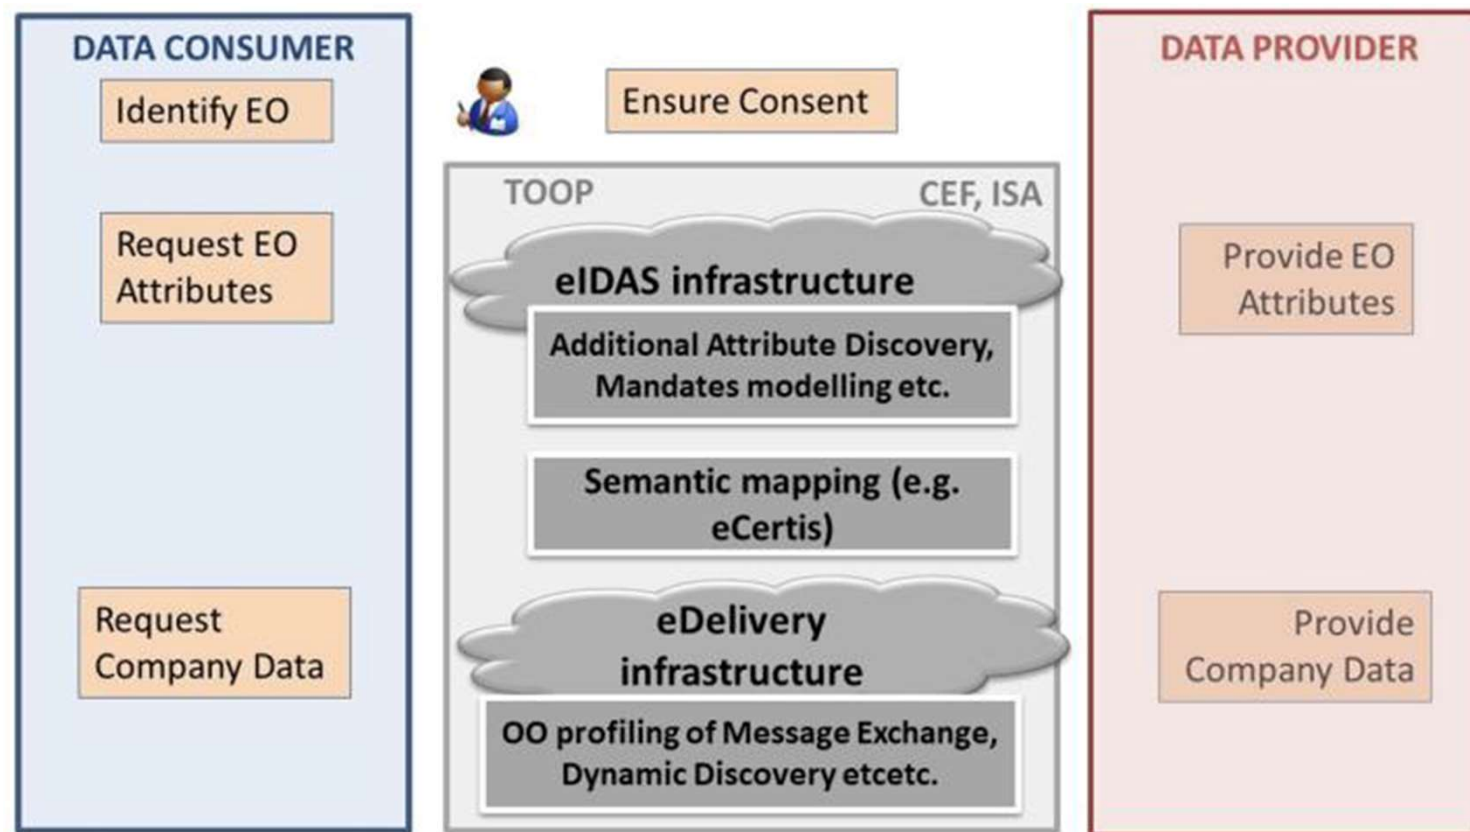 DATA CONSUMER
Identify EO
Request EO
Attributes
Request
Company Data
Ensure Consent
TOOP
CEF, ISA
eIDAS infrastructure
Additional Attribute Discovery,
Mandates modelling etc.
Semantic mapping (e.g.
eCertis)
eDelivery
infrastructure
OO profiling of Message Exchange,
Dynamic Discovery etcetc.
DATA PROVIDER
Provide EO
Attributes
Provide
Company Data